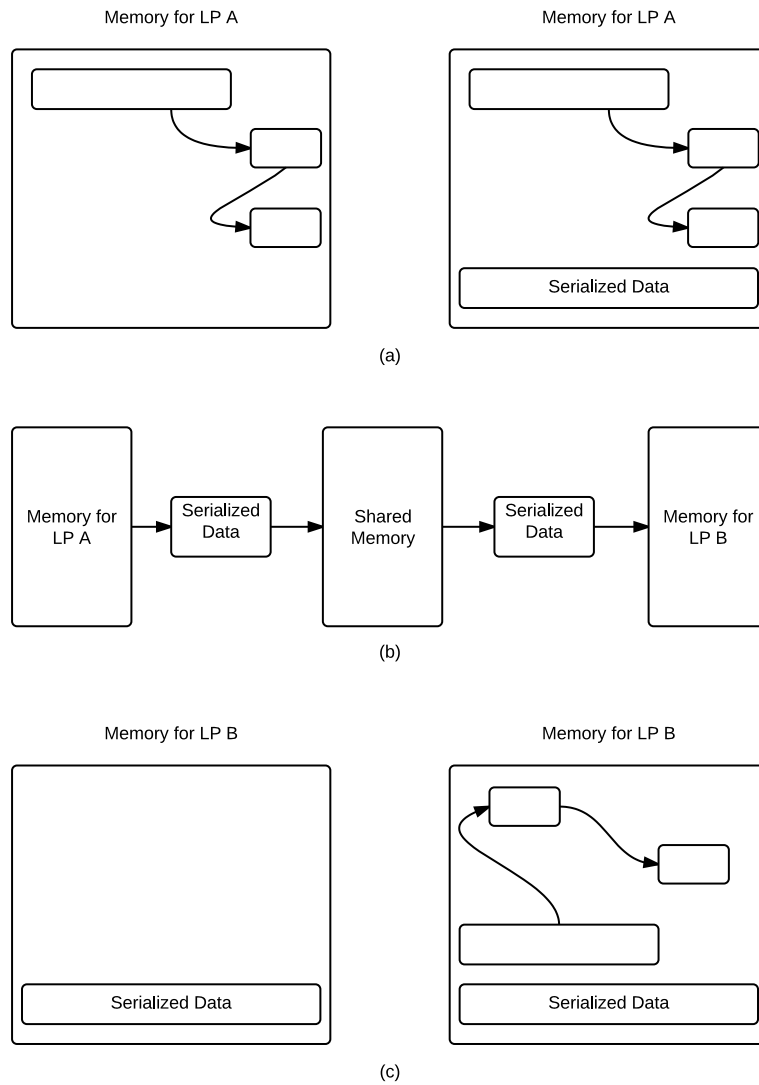 Memory for LP A
Memory for LP A
Serialized Data
(a)
Memory for
LP A
Serialized
Data
Shared
Memory
Serialized
Data
Memory for
LP B
(b)
Memory for LP B
Memory for LP B
Serialized Data
Serialized Data
(c)